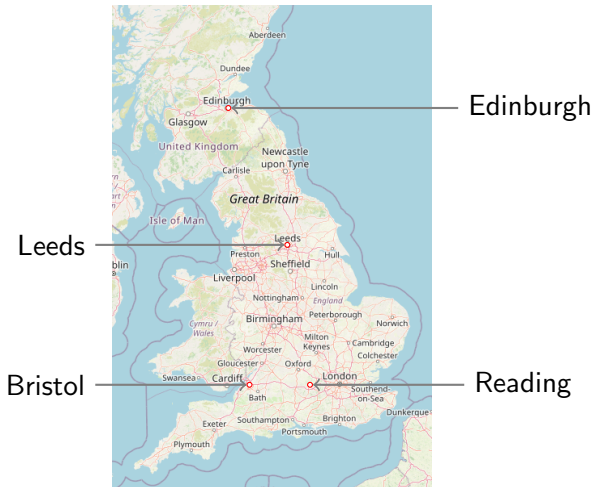 Aberdeen
Dundee
Edinburgh
Edinburgh
Glasgow
United Kingdom
Newcastle
upon Tyne
Carlisle
Great Britain
Isle of Man
Leeds
Leeds
Preston
Hull
blin
Sheffield
Liverpool
Lincoln
Nottingham
England
Peterborough
Norwich
Birmingham
Cymru /
Wales
Milton
Keynes
Cambridge
Worcester
Colchester
Gloucester
Oxford
Bristol
Swansea
Cardiff
London
Reading
Southend-
on-Sea
Bath
Dunkerque
Exeter
Southampton
Brighton
Portsmouth
Plymouth